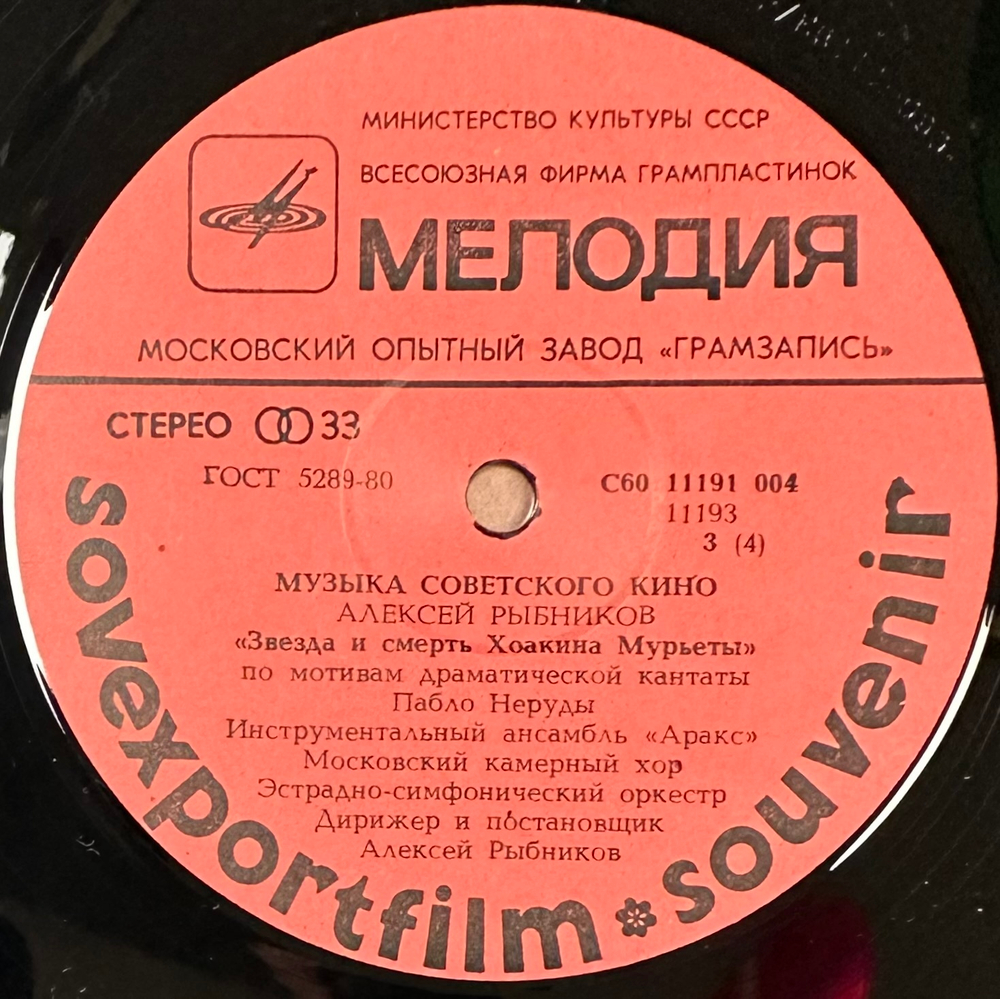 МИНИСТЕРСТВО КУЛЬТУРЫ СССР
ВСЕСОЮЗНАЯ ФИРМА ГРАМПЛАСТИНОК
МЕЛОДИЯ
МОСКОВСКИЙ ОПЫТНЫЙ ЗАВОД «ГРАМЗАПИСЬ»
СТЕРЕО 33
ГОСТ 5289-80
С60 11191 004
11193
3 (4)
МУЗЫКА СОВЕТСКОГО КИНО
АЛЕКСЕЙ РЫБНИКОВ
«Звезда и смерть Хоакина Мурьеты»
по мотивам драматической кантаты
Пабло Неруды
Инструментальный ансамбль «Аракс»
Московский камерный хор
Эстрадно-симфонический оркестр
Дирижер и постановщик
Алексей Рыбников
sovexportfilm * souvenir